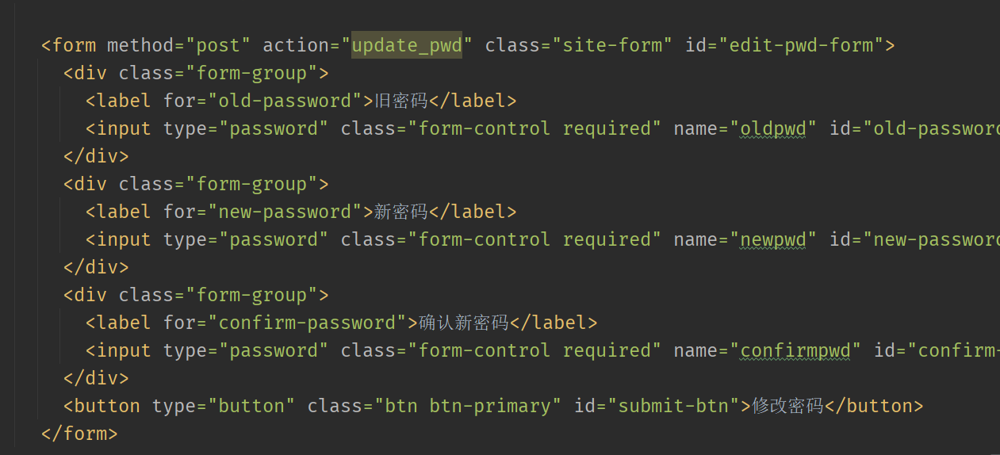 <form method="post" action="update_pwd" class="site-form" id="edit-pwd-form">
<div class="form-group">
<label for="old-password">旧密码</label>
<input type="password" class="form-control required" name="oldpwd" id="old-password
</div>
<div class="form-group">
<label for="new-password">新密码</label>
<input type="password" class="form-control required" name="newpwd" id="new-password
</div>
<div class="form-group">
<label for="confirm-password">确认新密码</label>
<input type="password" class="form-control required" name="confirmpwd" id="confirm-
</div>
<button type="button" class="btn btn-primary" id="submit-btn">修改密码</button>
</form>